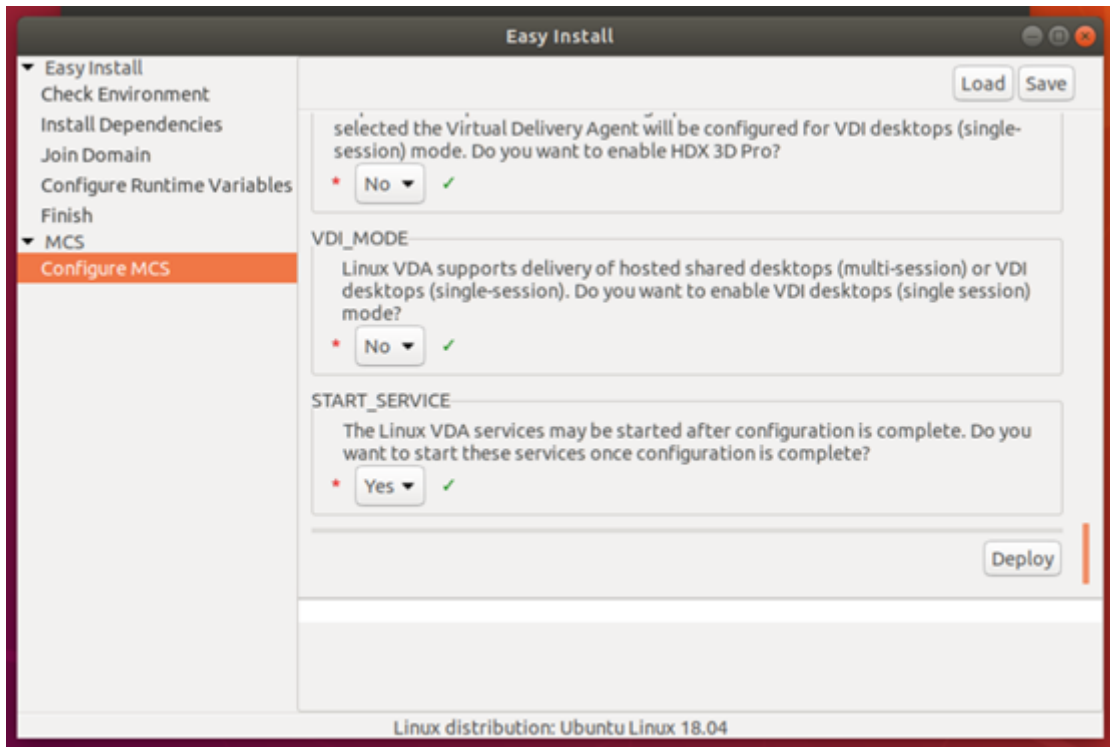 Easy Install
Easy Install
Check Environment
Install Dependencies
Join Domain
Configure Runtime Variables
Finish
MCS
Configure MCS
Load Save
selected the Virtual Delivery Agent will be configured for VDI desktops (single-
session) mode. Do you want to enable HDX 3D Pro?
* No
VDI_MODE
Linux VDA supports delivery of hosted shared desktops (multi-session) or VDI
desktops (single-session). Do you want to enable VDI desktops (single session)
mode?
* No
START_SERVICE
The Linux VDA services may be started after configuration is complete. Do you
want to start these services once configuration is complete?
* Yes
Deploy
Linux distribution: Ubuntu Linux 18.04